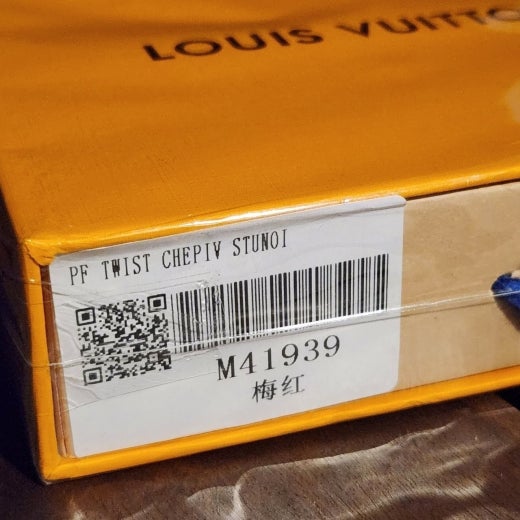 LOUIS VUITTO
PF TWIST CHEPIV STUNOI
M41939
梅红